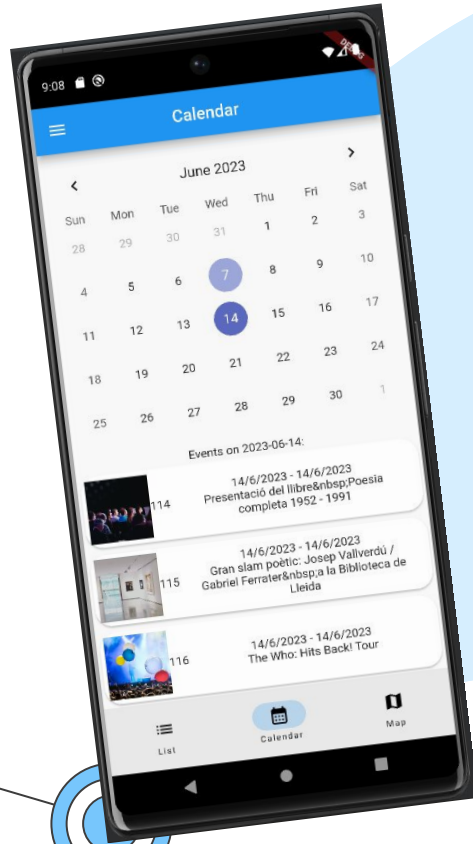 9:08
DEBUG
Calendar
June 2023
Sun Mon Tue Wed Thu Fri Sat
28 29 30 31 1 2 3
4 5 6 7 8 9 10
11 12 13 14 15 16 17
18 19 20 21 22 23 24
25 26 27 28 29 30 1
Events on 2023-06-14:
114
14/6/2023 - 14/6/2023
Presentació del llibre&nbsp;Poesia
completa 1952 - 1991
115
14/6/2023 - 14/6/2023
Gran slam poètic: Josep Vallverdú /
Gabriel Ferrater&nbsp;a la Biblioteca de
Lleida
116
14/6/2023 - 14/6/2023
The Who: Hits Back! Tour
List
Calendar
Map